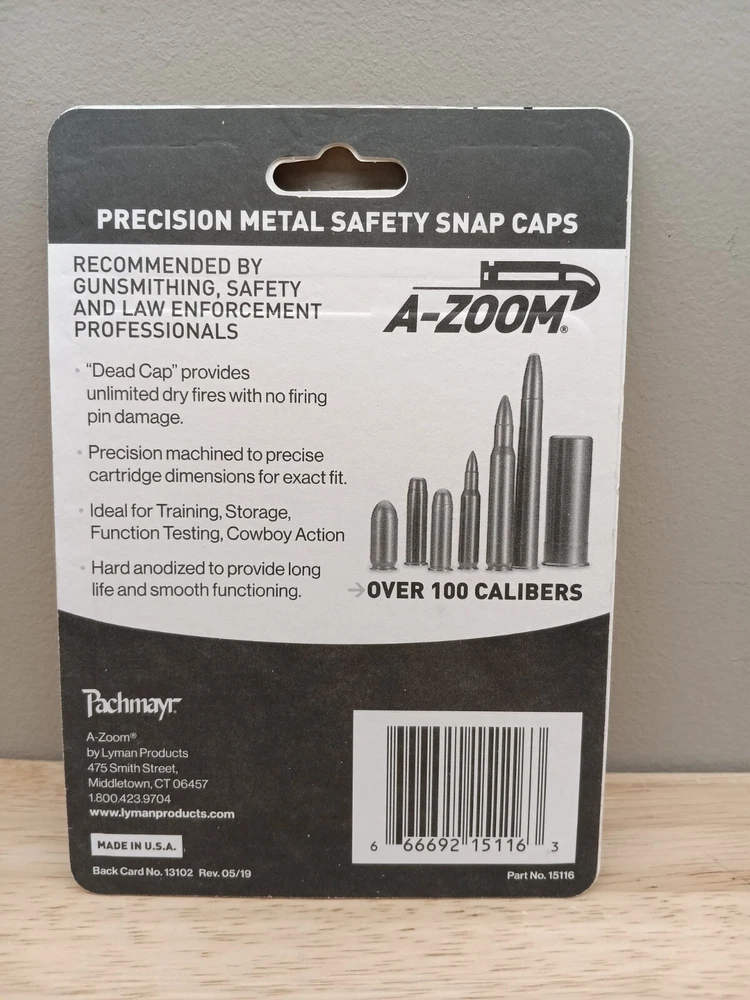 PRECISION METAL SAFETY SNAP CAPS
RECOMMENDED BY
GUNSMITHING, SAFETY
AND LAW ENFORCEMENT
PROFESSIONALS
A-ZOOM®
• “Dead Cap” provides
unlimited dry fires with no firing
pin damage.
• Precision machined to precise
cartridge dimensions for exact fit.
• Ideal for Training, Storage,
Function Testing, Cowboy Action
• Hard anodized to provide long
life and smooth functioning.
→OVER 100 CALIBERS
Pachmayr®
A-Zoom®
by Lyman Products
475 Smith Street,
Middletown, CT 06457
1.800.423.9704
www.lymanproducts.com
MADE IN U.S.A.
Back Card No. 13102 Rev. 05/19
6 66692 15116 3
Part No. 15116